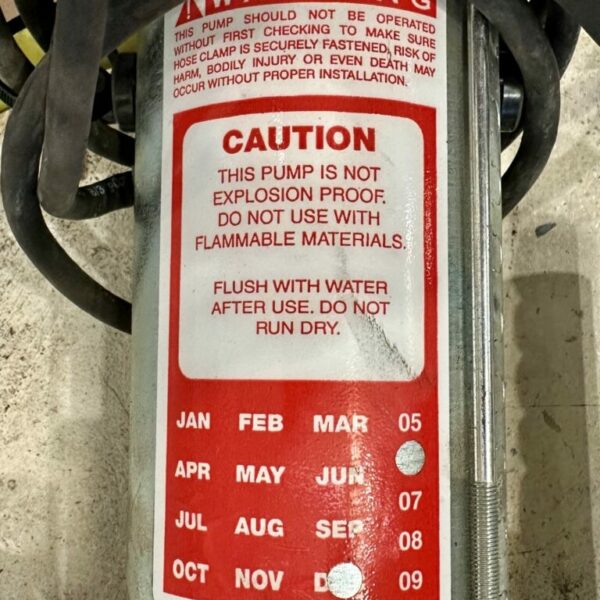 THIS PUMP SHOULD NOT BE OPERATED
WITHOUT FIRST CHECKING TO MAKE SURE
HOSE CLAMP IS SECURELY FASTENED, RISK OF
HARM, BODILY INJURY OR EVEN DEATH MAY
OCCUR WITHOUT PROPER INSTALLATION.
CAUTION
THIS PUMP IS NOT
EXPLOSION PROOF.
DO NOT USE WITH
FLAMMABLE MATERIALS.
FLUSH WITH WATER
AFTER USE. DO NOT
RUN DRY.
JAN FEB MAR 05
APR MAY JUN
07
JUL AUG SEP 08
OCT NOV 09